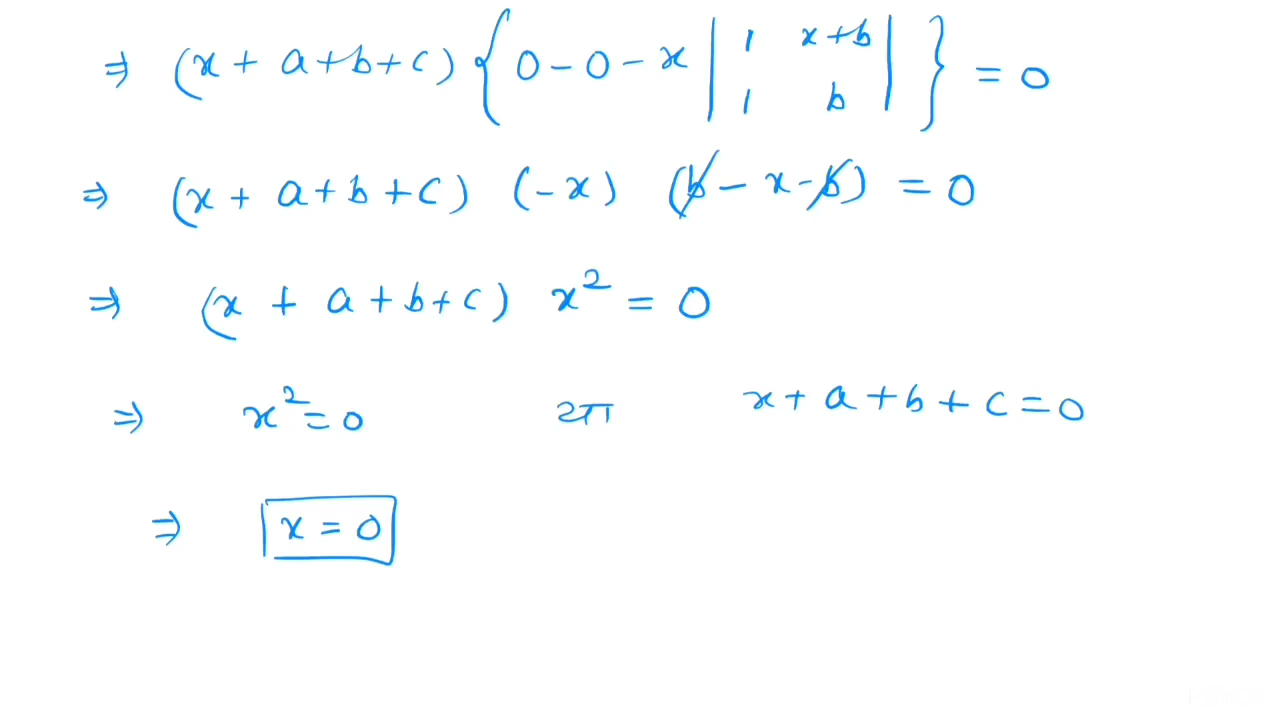 ⇒ (x + a+b+c) { 0 - 0 - x | 1 x+b | } = 0
1 b
⇒ (x + a + b + c) (-x) (b - x - b) = 0
⇒ (x + a + b + c) x² = 0
⇒ x² = 0 या x + a + b + c = 0
⇒ x = 0